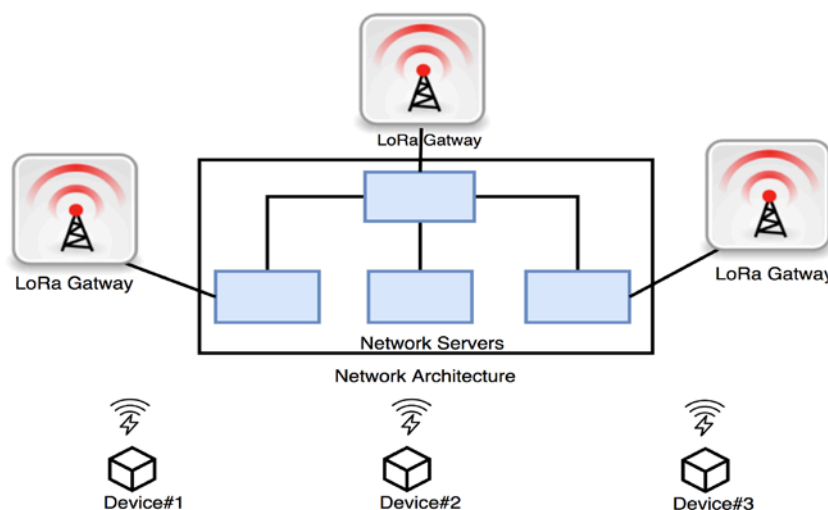 LoRa Gatway
LoRa Gatway
LoRa Gatway
Network Servers
Network Architecture
Device#1
Device#2
Device#3